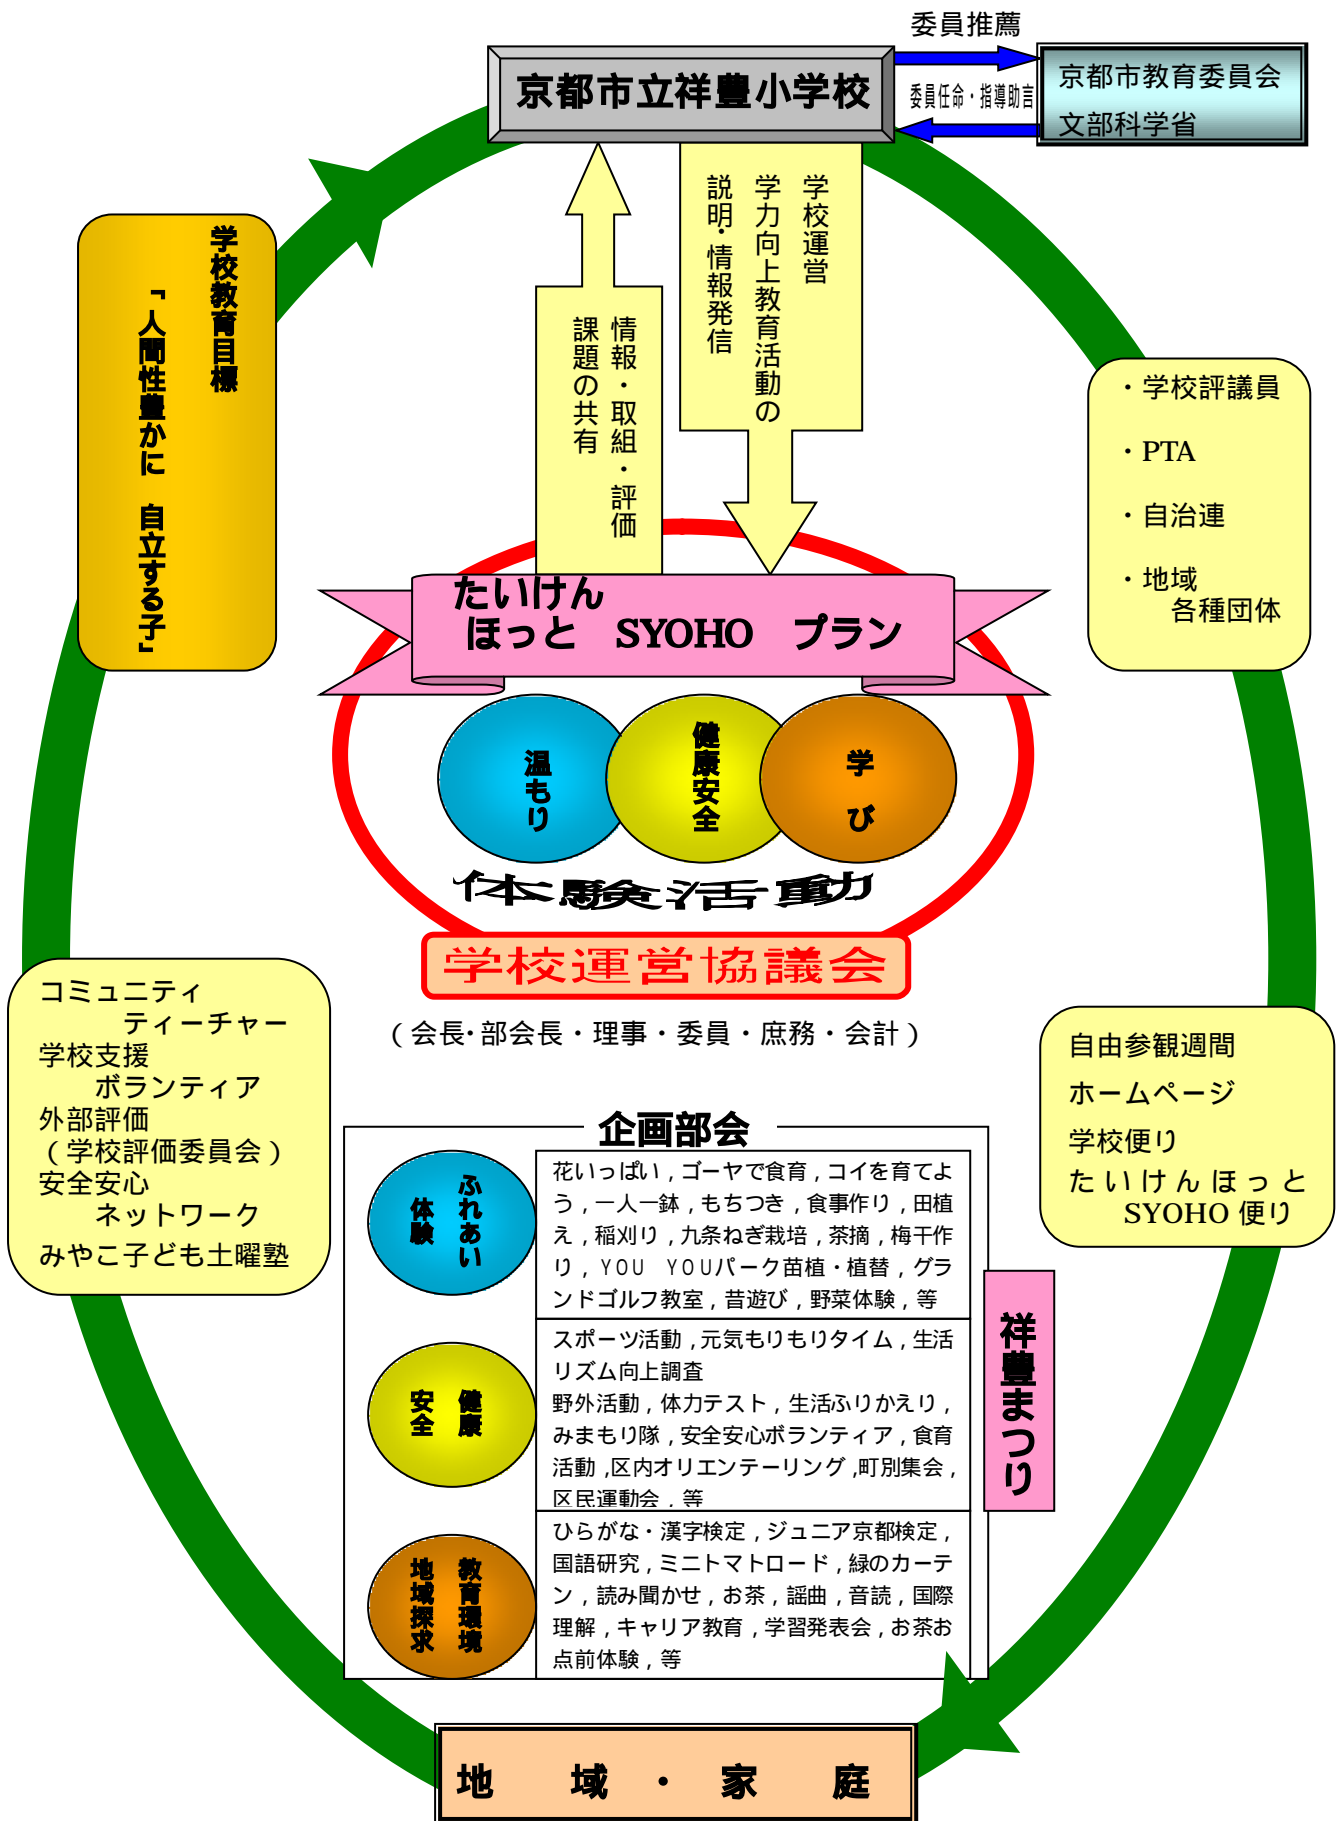 委員推薦
京都市立祥豊小学校
委員任命・指導助言
京都市教育委員会
文部科学省
学校教育目標
「人間性豊かに　自立する子」
情報・取組・評価
課題の共有
学校運営
学力向上教育活動の
説明・情報発信
・学校評議員
・PTA
・自治連
・地域
各種団体
たいけん
ほっと　SYOHO　プラン
温もり
健康安全
学び
体験活動
学校運営協議会
（会長・部会長・理事・委員・庶務・会計）
コミュニティ
ティーチャー
学校支援
ボランティア
外部評価
（学校評価委員会）
安全安心
ネットワーク
みやこ子ども土曜塾
自由参観週間
ホームページ
学校便り
たいけんほっと
SYOHO 便り
企画部会
ふれあい
体験
花いっぱい，ゴーヤで食育，コイを育てよ
う，一人一鉢，もちつき，食事作り，田植
え，稲刈り，九条ねぎ栽培，茶摘，梅干作
り，YOU　YOUパーク苗植・植替，グラ
ンドゴルフ教室，昔遊び，野菜体験，等
健康
安全
スポーツ活動，元気もりもりタイム，生活
リズム向上調査
野外活動，体力テスト，生活ふりかえり，
みまもり隊，安全安心ボランティア，食育
活動，区内オリエンテーリング，町別集会，
区民運動会，等
教育環境
地域探求
ひらがな・漢字検定，ジュニア京都検定，
国語研究，ミニトマトロード，緑のカーテ
ン，読み聞かせ，お茶，謡曲，音読，国際
理解，キャリア教育，学習発表会，お茶お
点前体験，等
祥豊まつり
地域・家庭